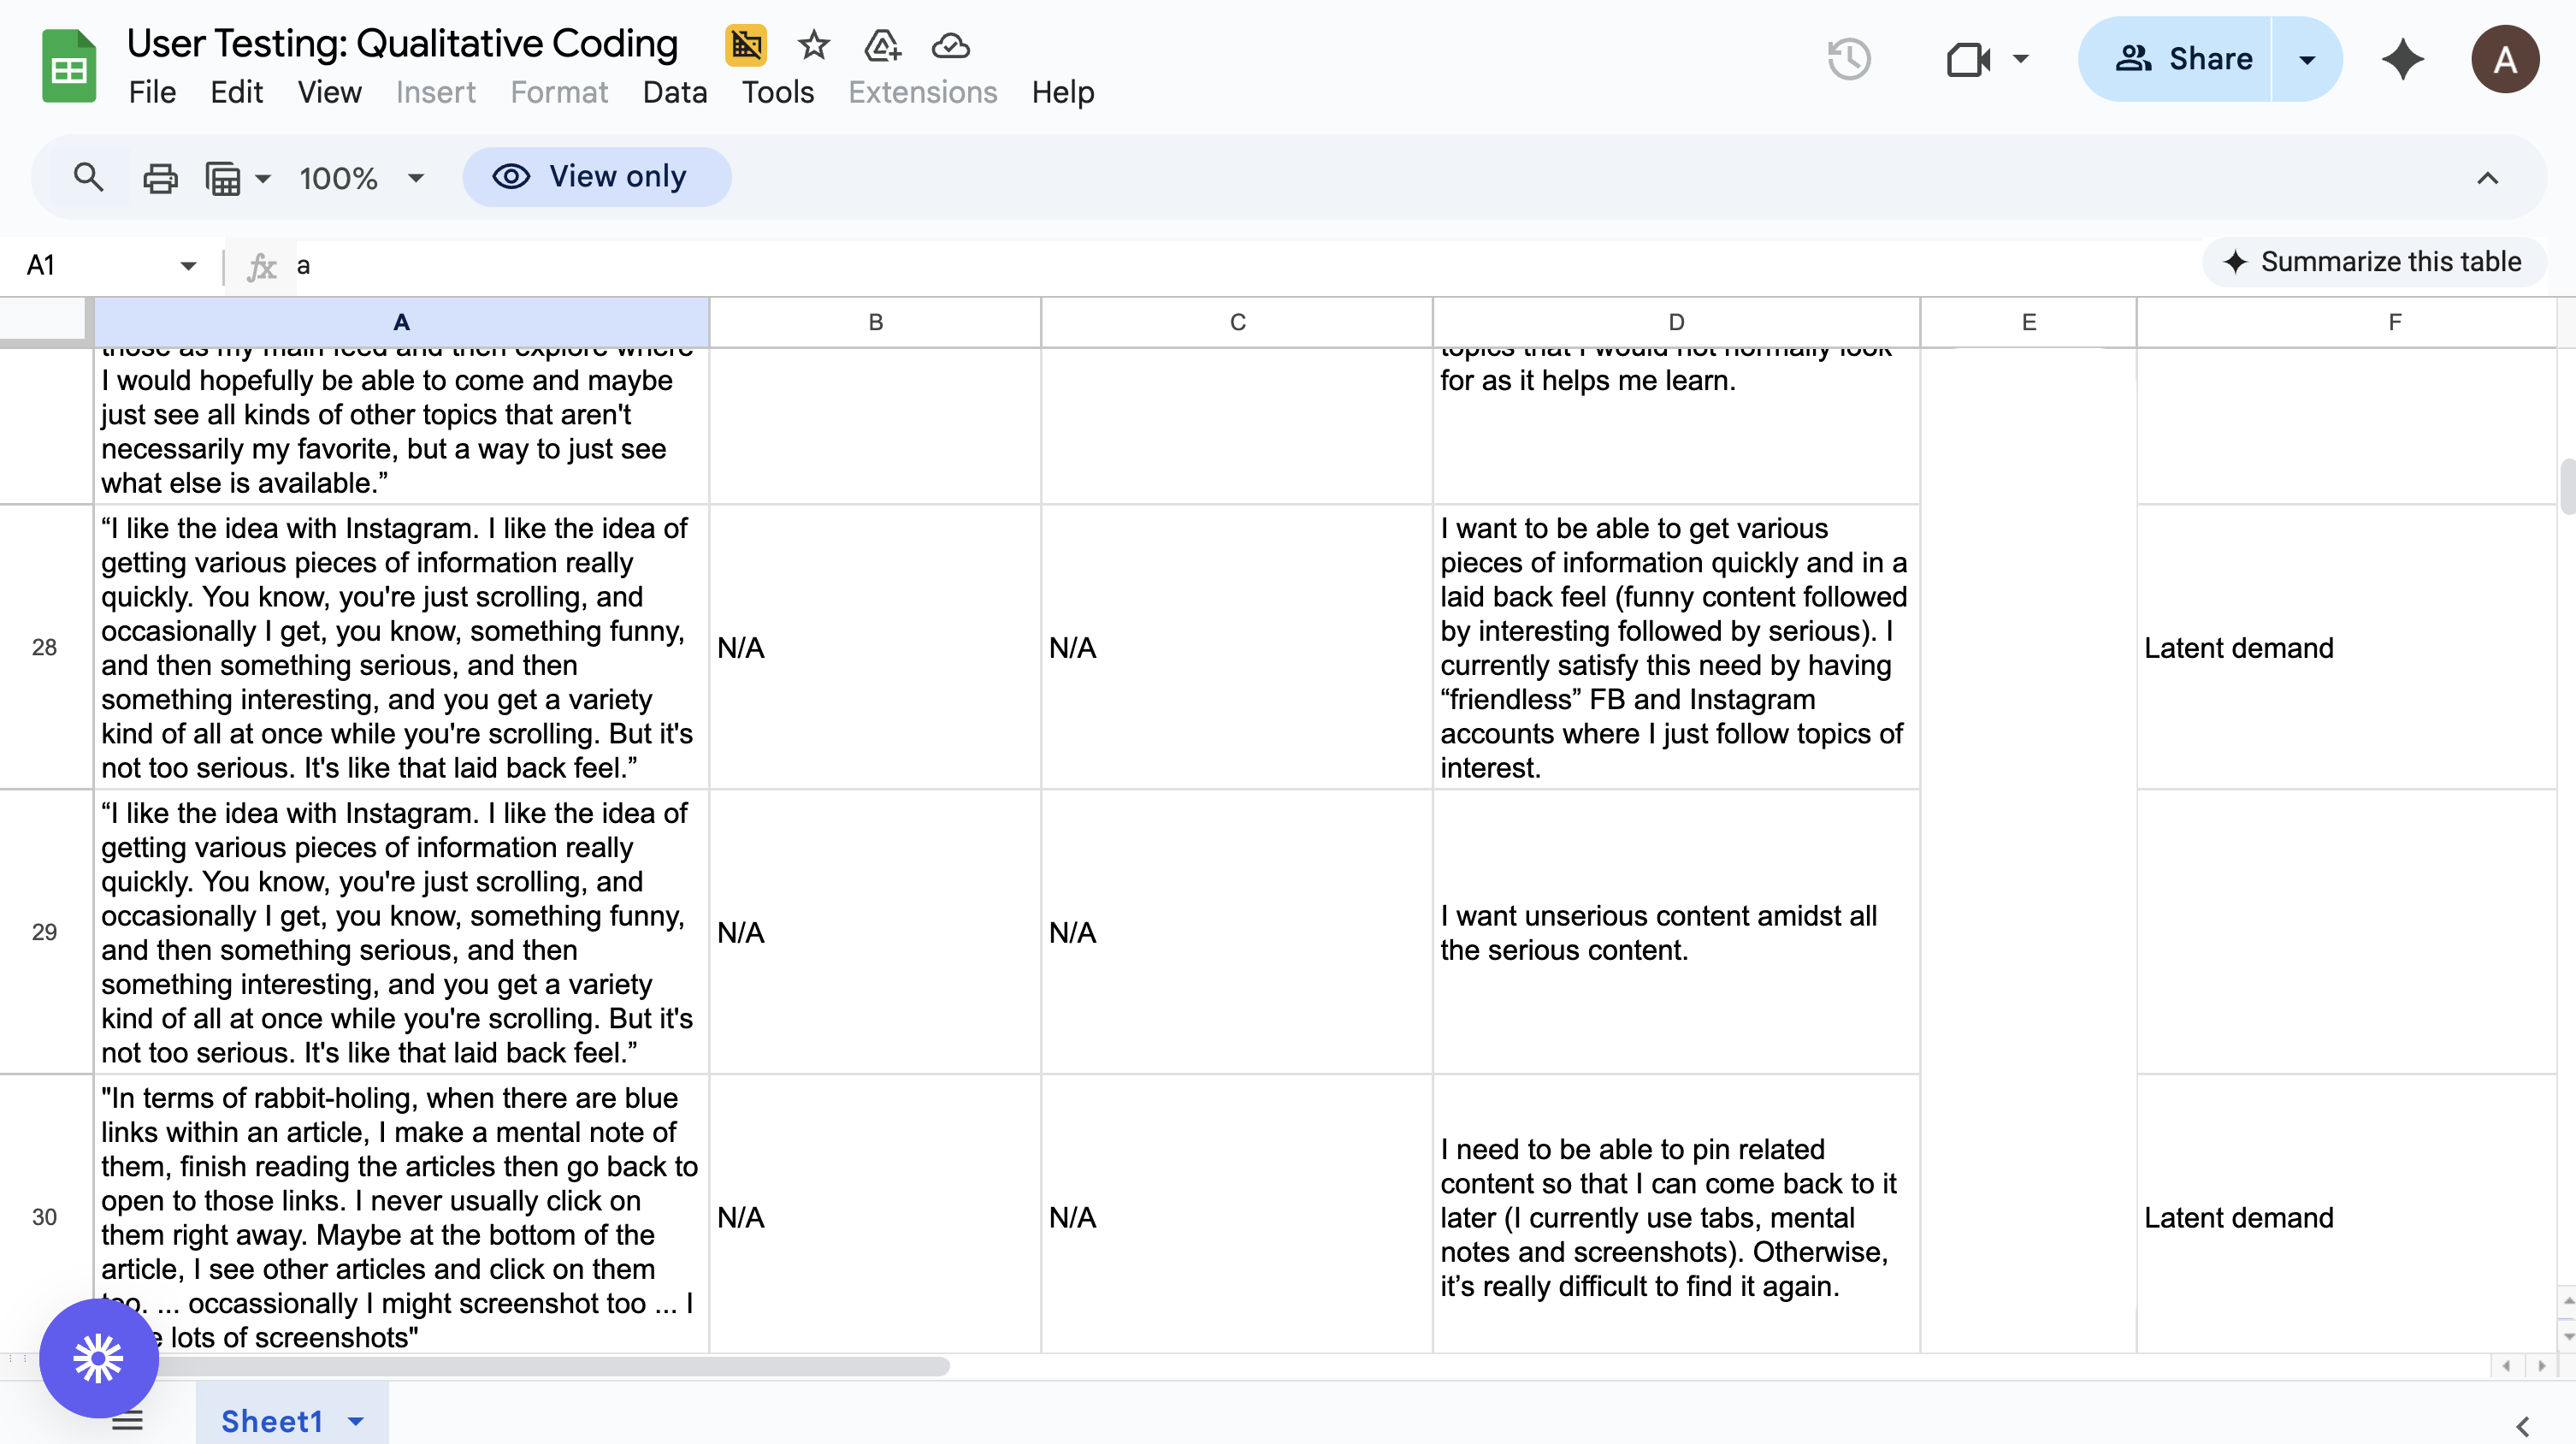 User Testing: Qualitative Coding
File Edit View Insert Format Data Tools Extensions Help
Share
A
100%
View only
A1
fx
a
Summarize this table
A B C D E F
those as my main feed and then explore where
I would hopefully be able to come and maybe
just see all kinds of other topics that aren't
necessarily my favorite, but a way to just see
what else is available.”
topics that I would not normally look
for as it helps me learn.
28
“I like the idea with Instagram. I like the idea of
getting various pieces of information really
quickly. You know, you're just scrolling, and
occasionally I get, you know, something funny,
and then something serious, and then
something interesting, and you get a variety
kind of all at once while you're scrolling. But it's
not too serious. It's like that laid back feel.”
N/A
N/A
I want to be able to get various
pieces of information quickly and in a
laid back feel (funny content followed
by interesting followed by serious). I
currently satisfy this need by having
“friendless” FB and Instagram
accounts where I just follow topics of
interest.
Latent demand
29
“I like the idea with Instagram. I like the idea of
getting various pieces of information really
quickly. You know, you're just scrolling, and
occasionally I get, you know, something funny,
and then something serious, and then
something interesting, and you get a variety
kind of all at once while you're scrolling. But it's
not too serious. It's like that laid back feel.”
N/A
N/A
I want unserious content amidst all
the serious content.
30
"In terms of rabbit-holing, when there are blue
links within an article, I make a mental note of
them, finish reading the articles then go back to
open to those links. I never usually click on
them right away. Maybe at the bottom of the
article, I see other articles and click on them
too. ... occassionally I might screenshot too ... I
lots of screenshots"
N/A
N/A
I need to be able to pin related
content so that I can come back to it
later (I currently use tabs, mental
notes and screenshots). Otherwise,
it’s really difficult to find it again.
Latent demand
Sheet1